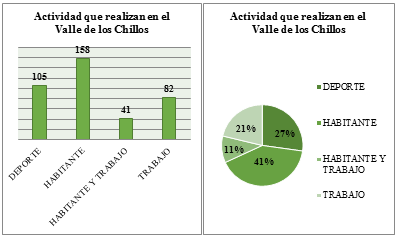 Actividad que realizan en el
Valle de los Chillos
105
158
41
82
DEPORTE
HABITANTE
HABITANTE Y TRABAJO
TRABAJO
Actividad que realizan en el
Valle de los Chillos
27%
41%
11%
21%
DEPORTE
HABITANTE
HABITANTE Y
TRABAJO
TRABAJO